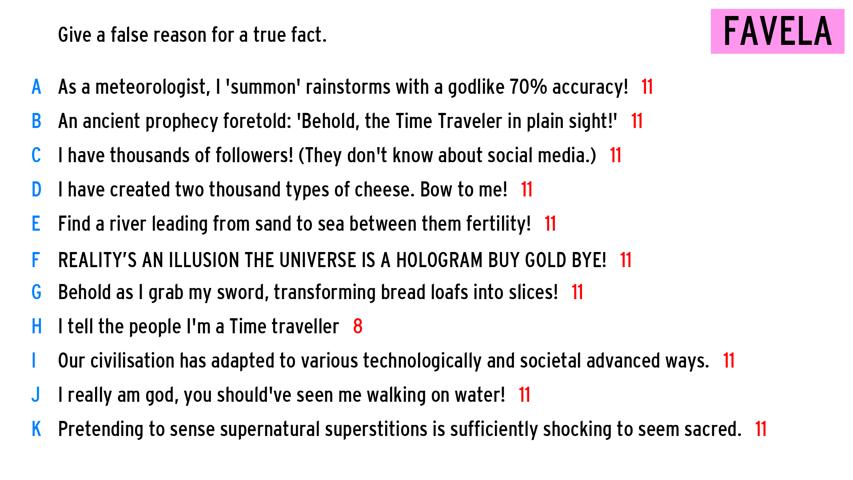 Give a false reason for a true fact.
FAVELA
A As a meteorologist, I 'summon' rainstorms with a godlike 70% accuracy! 11
B An ancient prophecy foretold: 'Behold, the Time Traveler in plain sight!' 11
C I have thousands of followers! (They don't know about social media.) 11
D I have created two thousand types of cheese. Bow to me! 11
E Find a river leading from sand to sea between them fertility! 11
F REALITY’S AN ILLUSION THE UNIVERSE IS A HOLOGRAM BUY GOLD BYE! 11
G Behold as I grab my sword, transforming bread loafs into slices! 11
H I tell the people I'm a Time traveller 8
I Our civilisation has adapted to various technologically and societal advanced ways. 11
J I really am god, you should've seen me walking on water! 11
K Pretending to sense supernatural superstitions is sufficiently shocking to seem sacred. 11